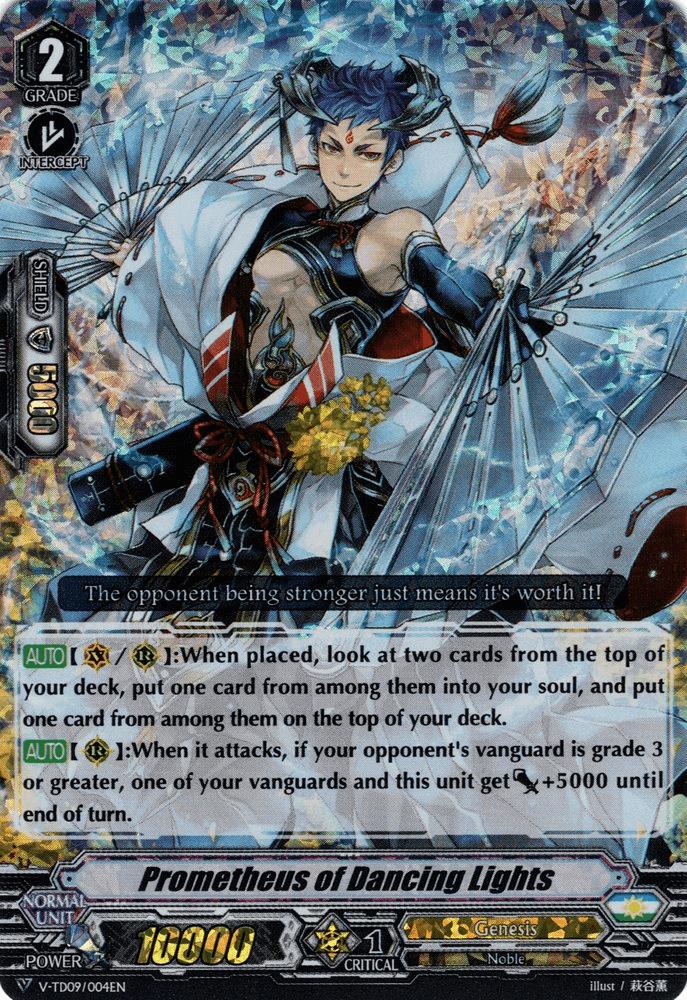 2
GRADE
INTERCEPT
SHIELD
5000
The opponent being stronger just means it's worth it!
AUTO【 V / R 】:When placed, look at two cards from the top of
your deck, put one card from among them into your soul, and put
one card from among them on the top of your deck.
AUTO【 R 】:When it attacks, if your opponent's vanguard is grade 3
or greater, one of your vanguards and this unit get +5000 until
end of turn.
Prometheus of Dancing Lights
NORMAL
UNIT
POWER
10000
1
CRITICAL
Genesis
Noble
V-TD09/004EN
illust / 萩谷薫